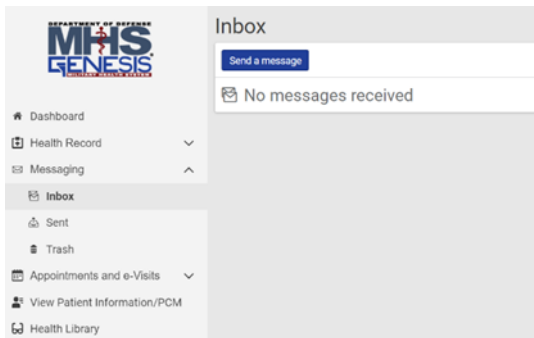 DEPARTMENT OF DEFENSE
MHS
GENESIS
MILITARY HEALTH SYSTEM
Dashboard
Health Record
Messaging
Inbox
Sent
Trash
Appointments and e-Visits
View Patient Information/PCM
Health Library
Inbox
Send a message
No messages received